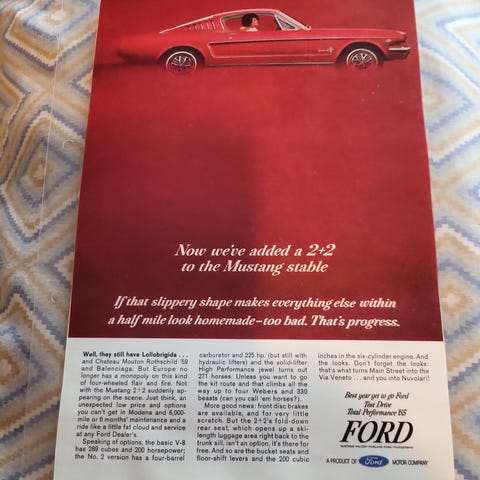 Now we've added a 2+2
to the Mustang stable
If that slippery shape makes everything else within
a half mile look homemade—too bad. That's progress.
Well, they still have Lollobrigida . . .
and Chateau Mouton Rothschild '59
and Balenciaga. But Europe no
longer has a monopoly on this kind
of four-wheeled flair and fire. Not
with the Mustang 2+2 suddenly ap-
pearing on the scene. Just think, an
unexpected low price and options
you can't get in Modena and 6,000-
mile or 6 months' maintenance and a
ride like a little fat cloud and service
at any Ford Dealer's.
Speaking of options, the basic V-8
has 289 cubes and 200 horsepower;
the No. 2 version has a four-barrel
carburetor and 225 hp. (but still with
hydraulic lifters) and the solid-lifter
High Performance jewel turns out
271 horses. Unless you want to go
the kit route and that climbs all the
way up to four Webers and 330
beasts (can you call 'em horses?).
More good news: front disc brakes
are available, and for very little
scratch. But the 2+2's fold-down
rear seat, which opens up a ski-
length luggage area right back to the
trunk sill, isn't an option, it's there for
free. And so are the bucket seats and
floor-shift levers and the 200 cubic
inches in the six-cylinder engine. And
the looks. Don't forget the looks:
that's what turns Main Street into the
Via Veneto . . . and you into Nuvolari!
Best year yet to go Ford
Test Drive
Total Performance '65
FORD
MUSTANG·FALCON·FAIRLANE·FORD·THUNDERBIRD
A PRODUCT OF Ford MOTOR COMPANY